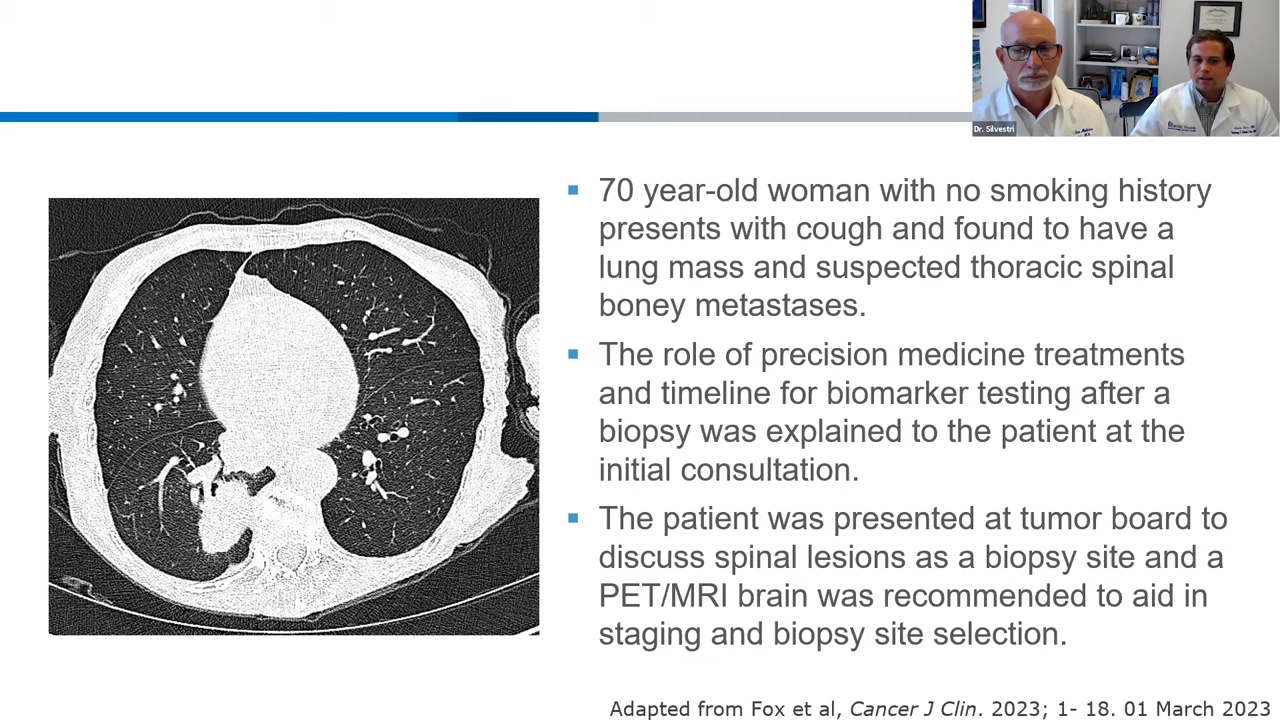 Dr. Silvestri
70 year-old woman with no smoking history
presents with cough and found to have a
lung mass and suspected thoracic spinal
boney metastases.
The role of precision medicine treatments
and timeline for biomarker testing after a
biopsy was explained to the patient at the
initial consultation.
The patient was presented at tumor board to
discuss spinal lesions as a biopsy site and a
PET/MRI brain was recommended to aid in
staging and biopsy site selection.
Adapted from Fox et al, Cancer J Clin. 2023; 1- 18. 01 March 2023